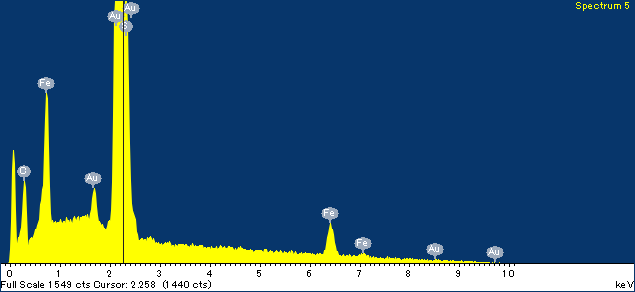 Spectrum 5
Au
Au
S
Fe
C
Au
Fe
Fe
Au
Au
0 1 2 3 4 5 6 7 8 9 10
Full Scale 1549 cts Cursor: 2.258 (1440 cts) keV